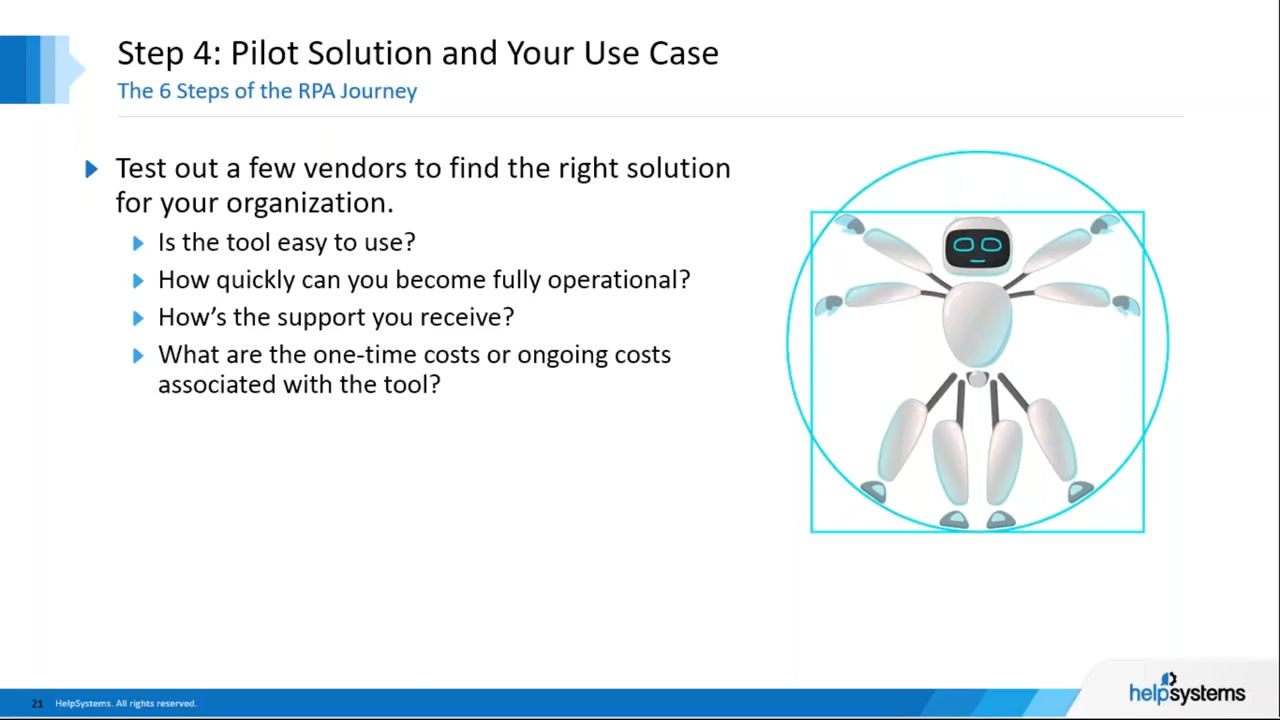 Step 4: Pilot Solution and Your Use Case
The 6 Steps of the RPA Journey
Test out a few vendors to find the right solution
for your organization.
Is the tool easy to use?
How quickly can you become fully operational?
How's the support you receive?
What are the one-time costs or ongoing costs
associated with the tool?
21 HelpSystems. All rights reserved.
helpsystems